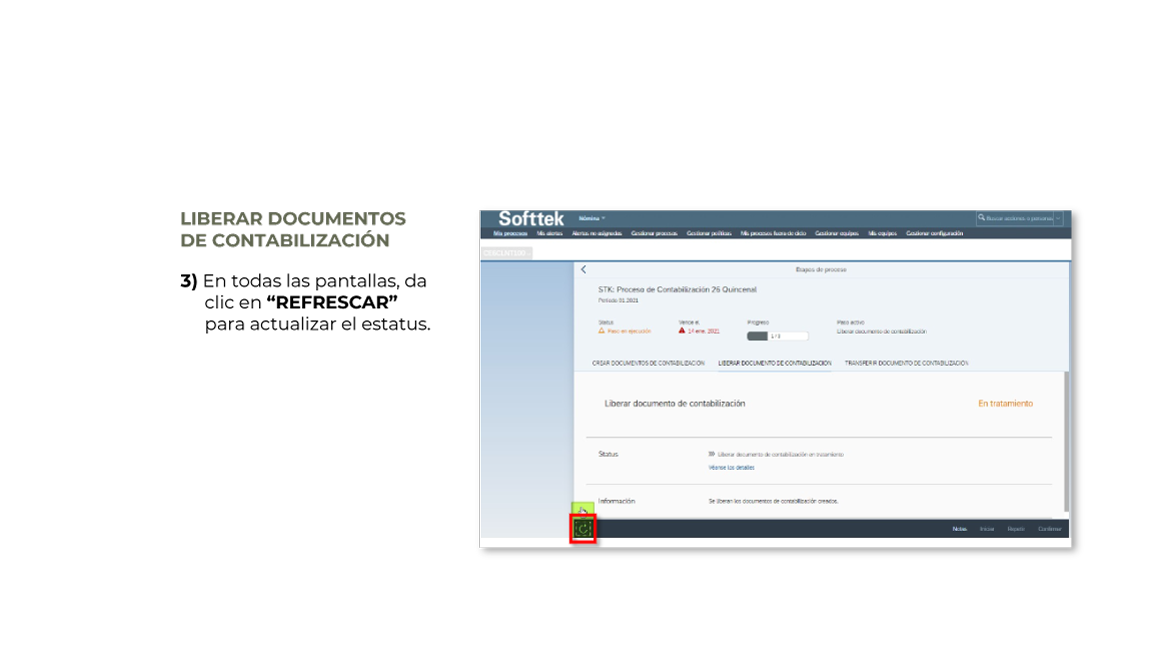 LIBERAR DOCUMENTOS
DE CONTABILIZACIÓN
3) En todas las pantallas, da
clic en “REFRESCAR”
para actualizar el estatus.
Softtek
Nómina
Buscar acciones o personas
Mis procesos Mis alertas Alertas no asignadas Gestionar procesos Gestionar políticas Mis procesos fuera de ciclo Gestionar equipos Mis equipos Gestionar configuración
Etapas de proceso
STK: Proceso de Contabilización 26 Quincenal
Período 01.2021
Status Vence el Progreso Paso activo
Paso en ejecución 14 ene. 2021 1 / 3 Liberar documento de contabilización
CREAR DOCUMENTOS DE CONTABILIZACIÓN LIBERAR DOCUMENTO DE CONTABILIZACIÓN TRANSFERIR DOCUMENTO DE CONTABILIZACIÓN
Liberar documento de contabilización En tratamiento
Status Liberar documento de contabilización en tratamiento
Véanse los detalles
Información Se liberan los documentos de contabilización creados.
Notas Iniciar Repetir Confirmar